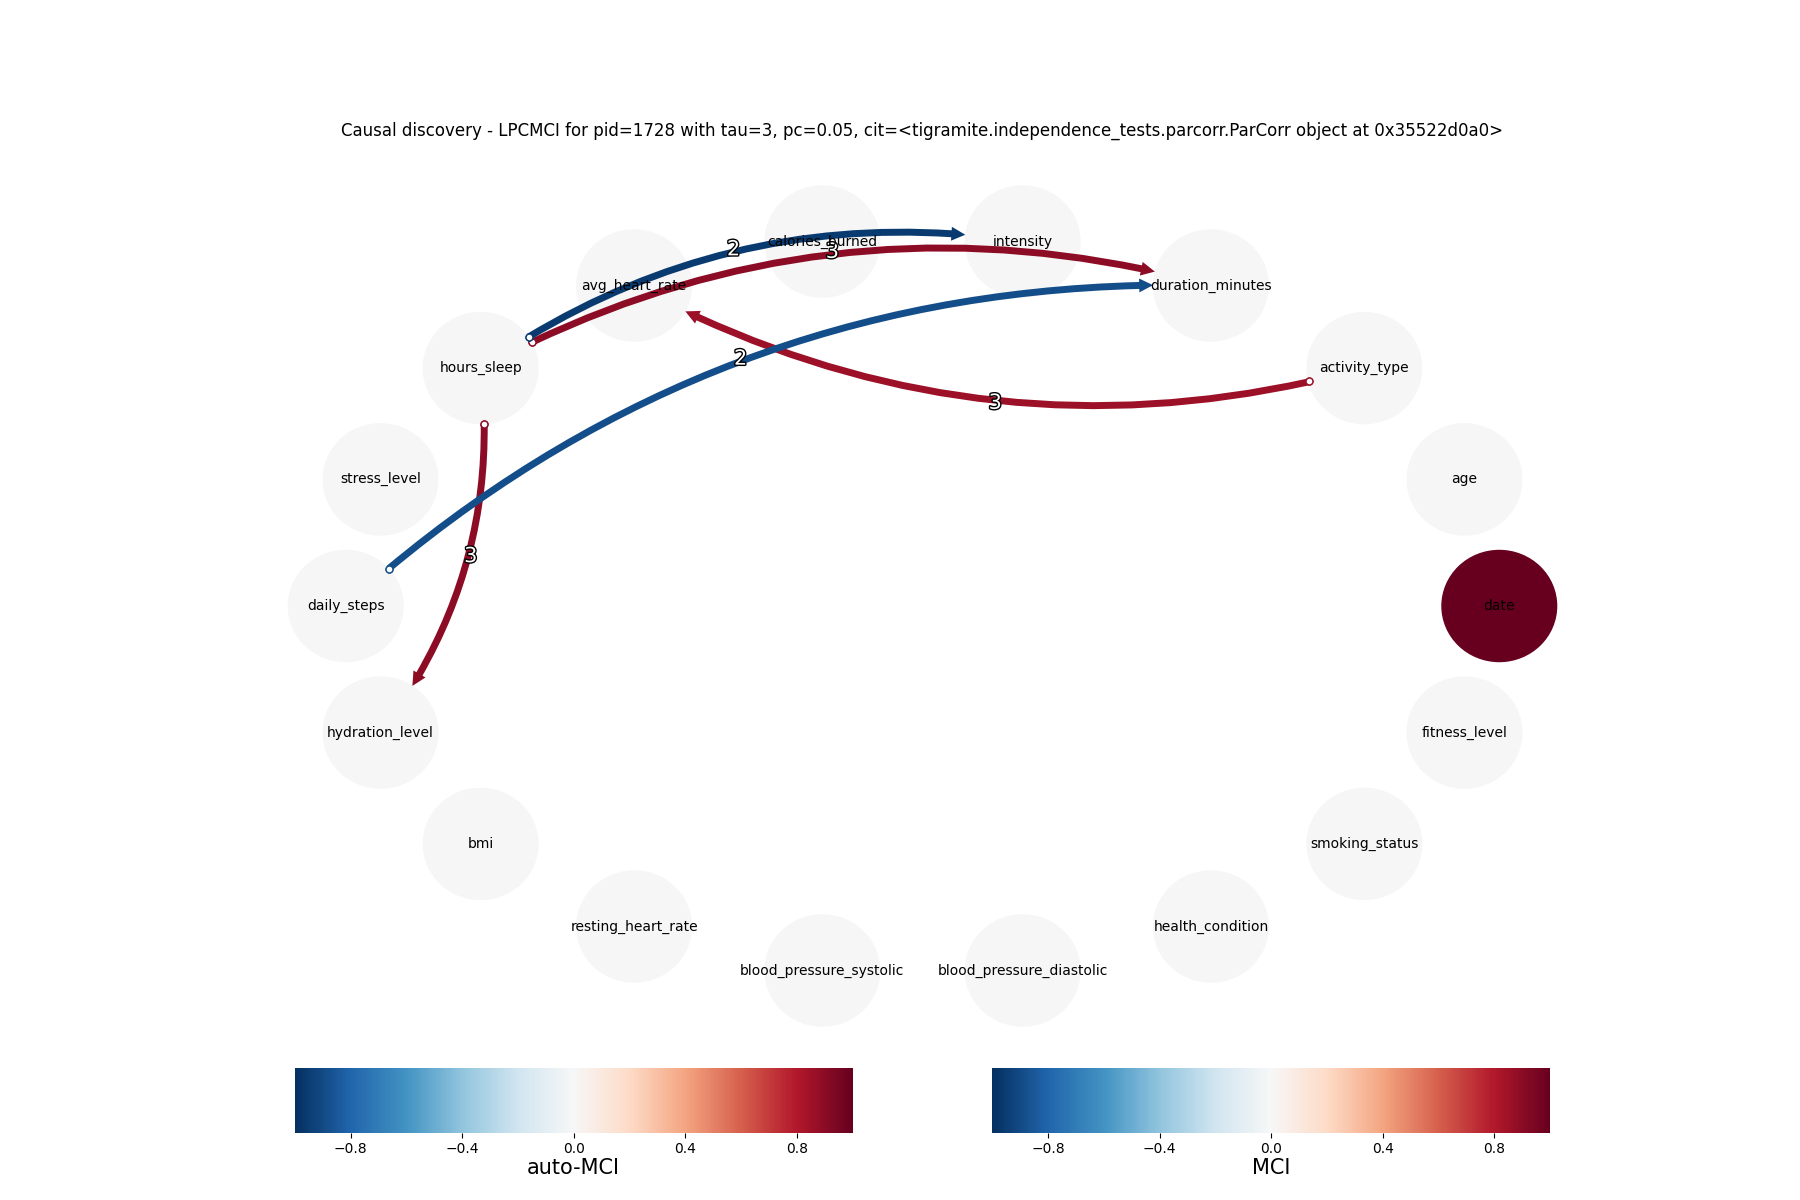 Causal discovery - LPCMCI for pid=1728 with tau=3, pc=0.05, cit=<tigramite.independence_tests.parcorr.ParCorr object at 0x35522d0a0>
calories_burned
intensity
2
3
avg_heart_rate
duration_minutes
2
hours_sleep
activity_type
3
stress_level
age
3
daily_steps
date
hydration_level
fitness_level
bmi
smoking_status
resting_heart_rate
health_condition
blood_pressure_systolic
blood_pressure_diastolic
−0.8 −0.4 0.0 0.4 0.8
auto-MCI
−0.8 −0.4 0.0 0.4 0.8
MCI